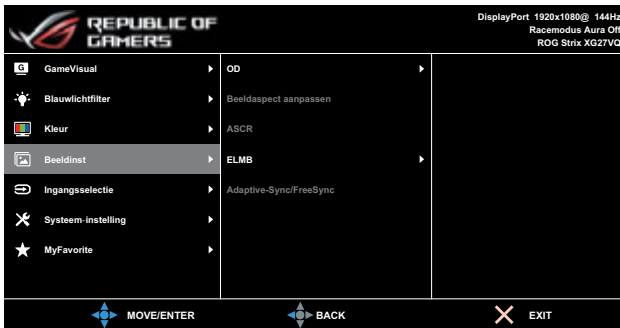 REPUBLIC OF
GAMERS
DisplayPort 1920x1080@ 144Hz
Racemodus Aura Off
ROG Strix XG27VQ
G GameVisual
Blauwlichtfilter
Kleur
Beeldinst
Ingangsselectie
Systeem-instelling
MyFavorite
OD
Beeldaspect aanpassen
ASCR
ELMB
Adaptive-Sync/FreeSync
MOVE/ENTER
BACK
EXIT